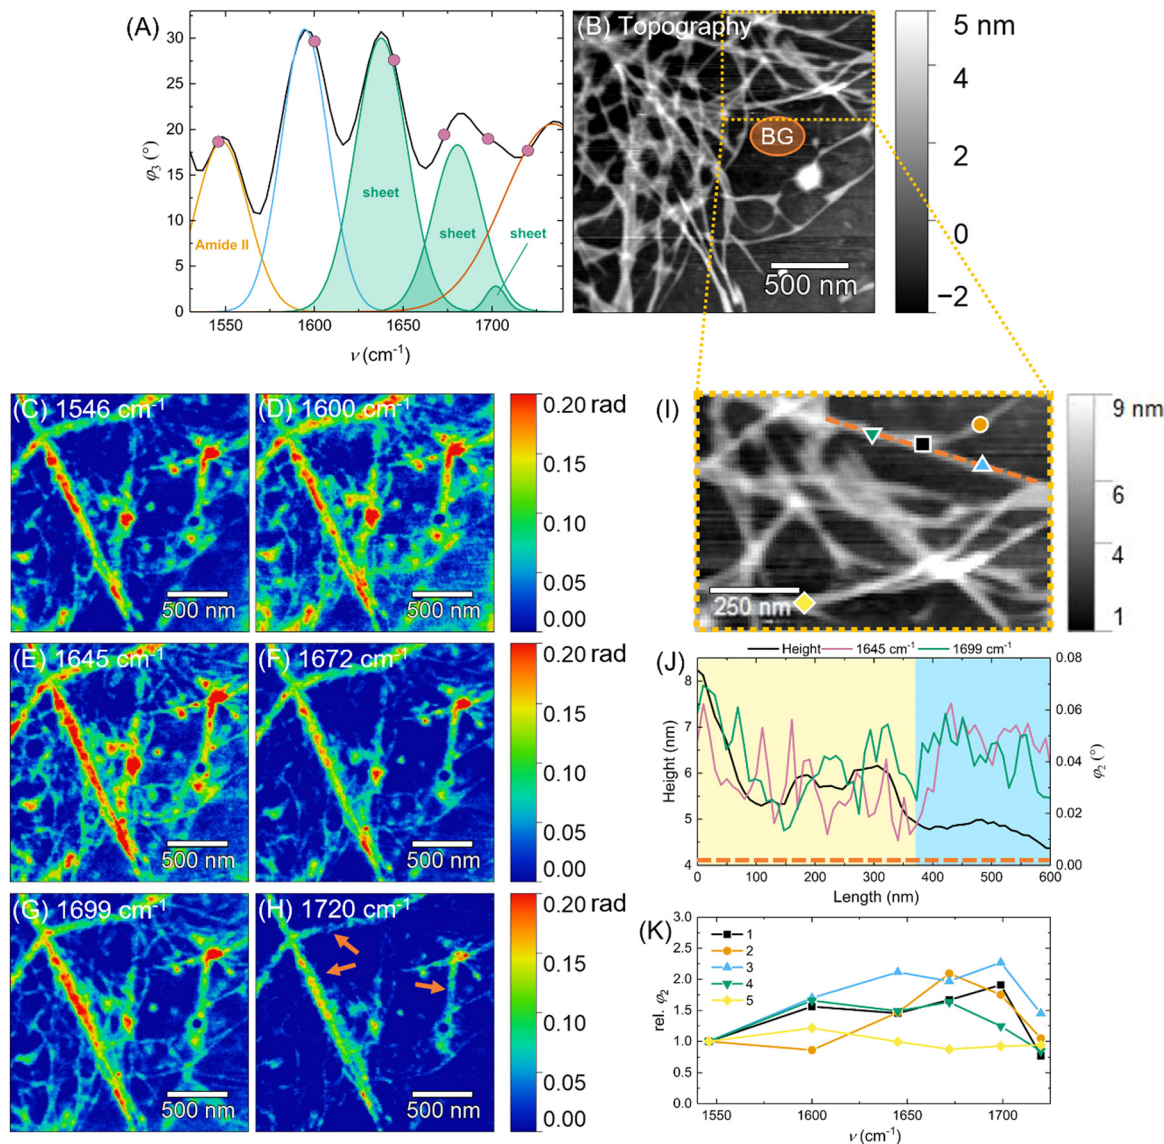 (A)
φ₃ (°)
30
25
20
15
10
5
0
sheet
sheet
sheet
Amide II
1550 1600 1650 1700
ν (cm⁻¹)
(B) Topography
BG
500 nm
5 nm
4
2
0
−2
(C) 1546 cm⁻¹
500 nm
(D) 1600 cm⁻¹
500 nm
0.20 rad
0.15
0.10
0.05
0.00
(E) 1645 cm⁻¹
500 nm
(F) 1672 cm⁻¹
500 nm
0.20 rad
0.15
0.10
0.05
0.00
(G) 1699 cm⁻¹
500 nm
(H) 1720 cm⁻¹
500 nm
0.20 rad
0.15
0.10
0.05
0.00
(I)
250 nm
9 nm
6
4
1
(J)
Height 1645 cm⁻¹ 1699 cm⁻¹
Height (nm)
8
7
6
5
4
0.08
0.06
0.04
0.02
0.00
φ₂ (°)
0 100 200 300 400 500 600
Length (nm)
(K)
rel. φ₂
3.0
2.5
2.0
1.5
1.0
0.5
0.0
1
2
3
4
5
1550 1600 1650 1700
ν (cm⁻¹)